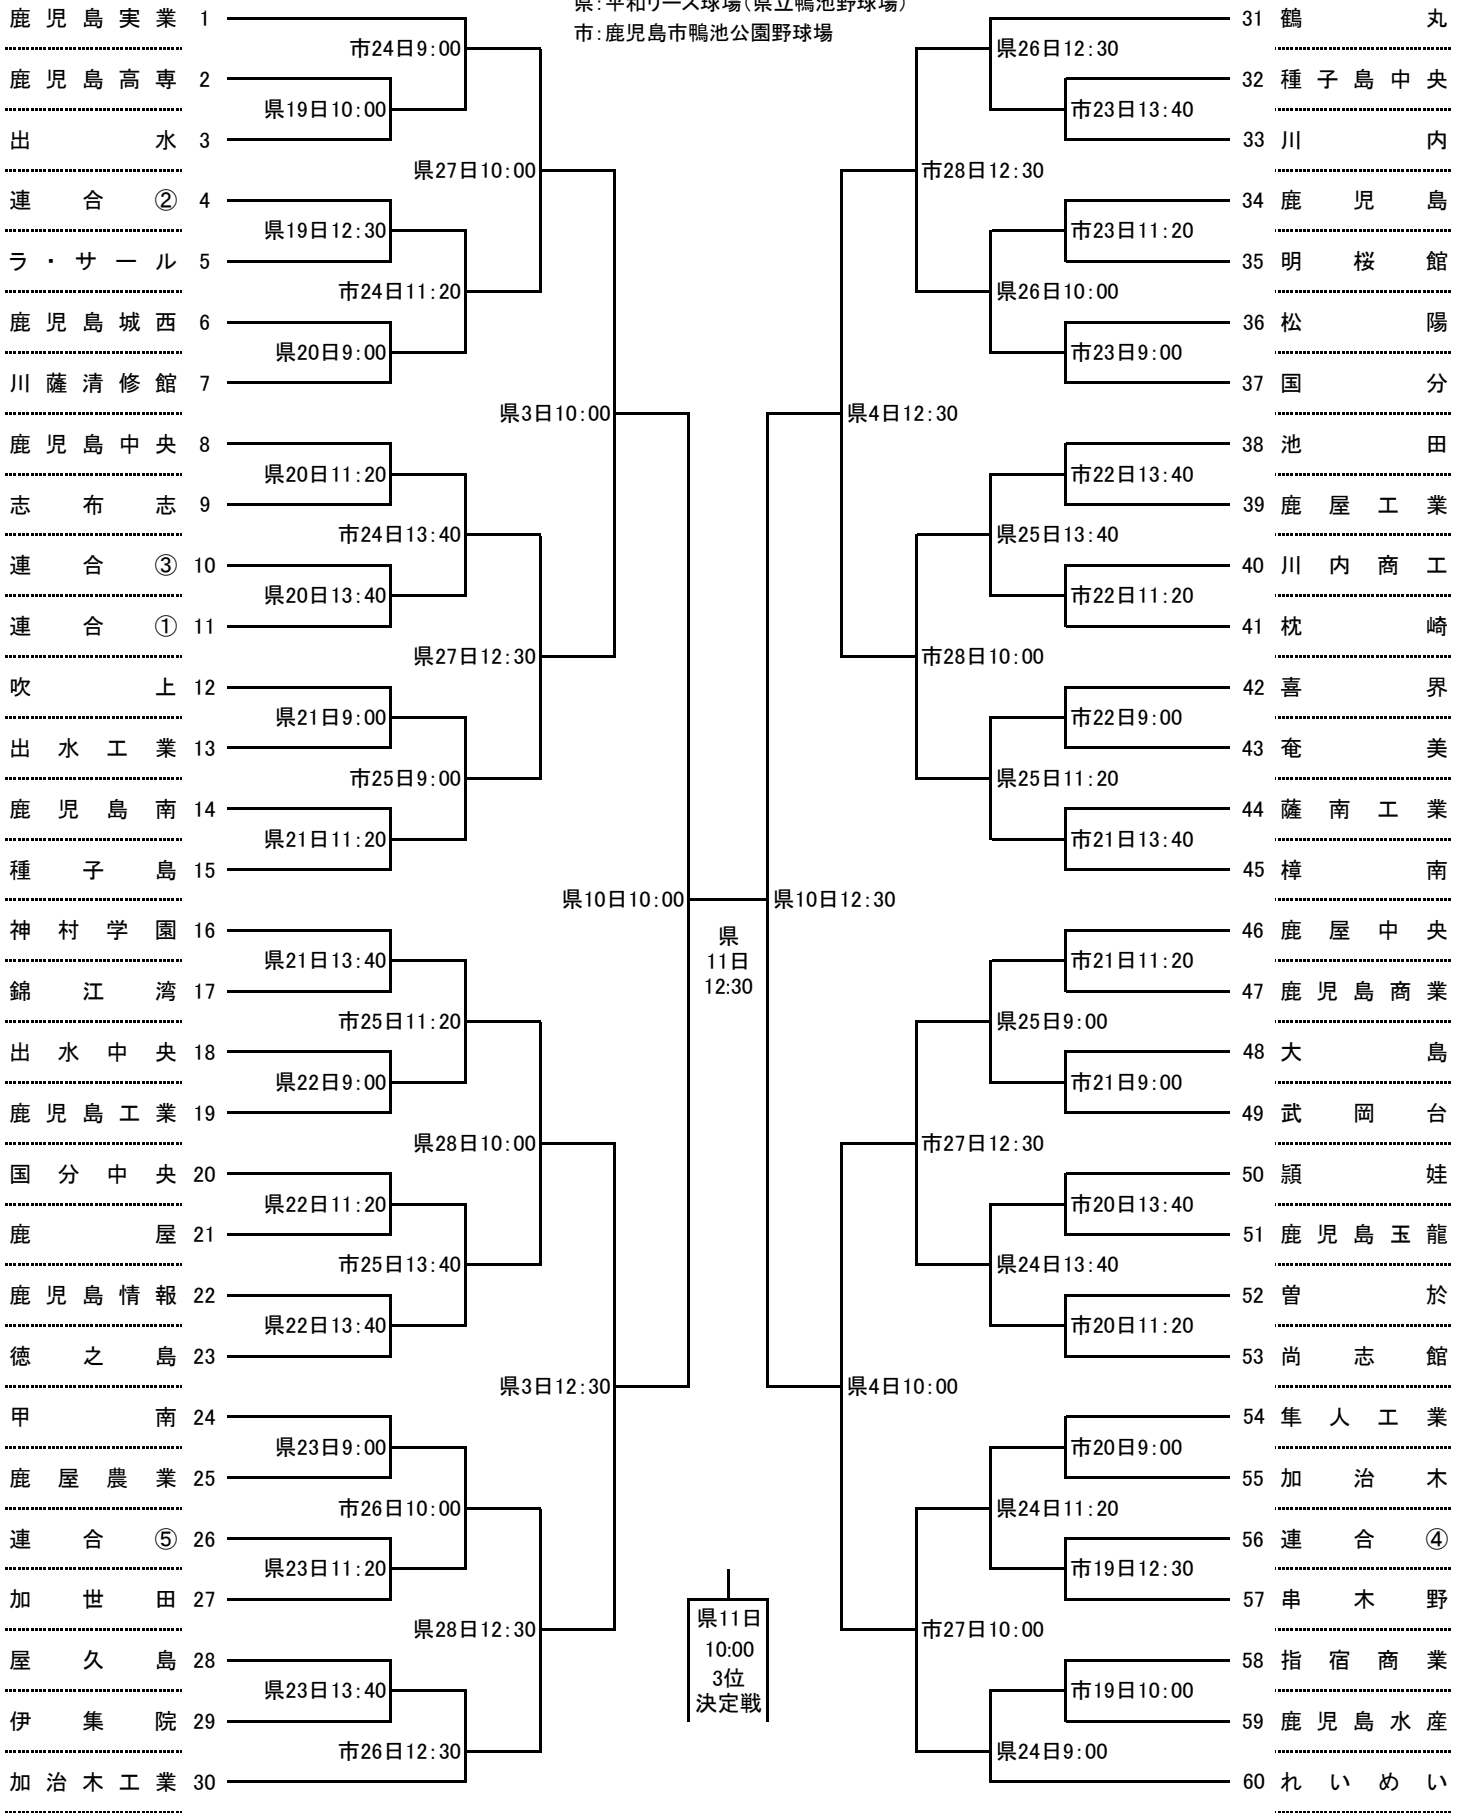 県：平和リース球場（県立鴨池野球場）
市：鹿児島市鴨池公園野球場
鹿児島実業 1
市24日9:00
鹿児島高専 2
県19日10:00
出水 3
県27日10:00
連合② 4
県19日12:30
ラ・サール 5
市24日11:20
鹿児島城西 6
県20日9:00
川薩清修館 7
県3日10:00
鹿児島中央 8
県20日11:20
志布志 9
市24日13:40
連合③ 10
県20日13:40
連合① 11
県27日12:30
吹上 12
県21日9:00
出水工業 13
市25日9:00
鹿児島南 14
県21日11:20
種子島 15
県10日10:00
神村学園 16
県21日13:40
錦江湾 17
市25日11:20
出水中央 18
県22日9:00
鹿児島工業 19
県28日10:00
国分中央 20
県22日11:20
鹿屋 21
市25日13:40
鹿児島情報 22
県22日13:40
徳之島 23
県3日12:30
甲南 24
県23日9:00
鹿屋農業 25
市26日10:00
連合⑤ 26
県23日11:20
加世田 27
県28日12:30
屋久島 28
県23日13:40
伊集院 29
市26日12:30
加治木工業 30
県
11日
12:30
県11日
10:00
3位
決定戦
31 鶴丸
県26日12:30
32 種子島中央
市23日13:40
33 川内
市28日12:30
34 鹿児島
市23日11:20
35 明桜館
県26日10:00
36 松陽
市23日9:00
37 国分
県4日12:30
38 池田
市22日13:40
39 鹿屋工業
県25日13:40
40 川内商工
市22日11:20
41 枕崎
市28日10:00
42 喜界
市22日9:00
43 奄美
県25日11:20
44 薩南工業
市21日13:40
45 樟南
県10日12:30
46 鹿屋中央
市21日11:20
47 鹿児島商業
県25日9:00
48 大島
市21日9:00
49 武岡台
市27日12:30
50 頴娃
市20日13:40
51 鹿児島玉龍
県24日13:40
52 曽於
市20日11:20
53 尚志館
県4日10:00
54 隼人工業
市20日9:00
55 加治木
県24日11:20
56 連合④
市19日12:30
57 串木野
市27日10:00
58 指宿商業
市19日10:00
59 鹿児島水産
県24日9:00
60 れいめい